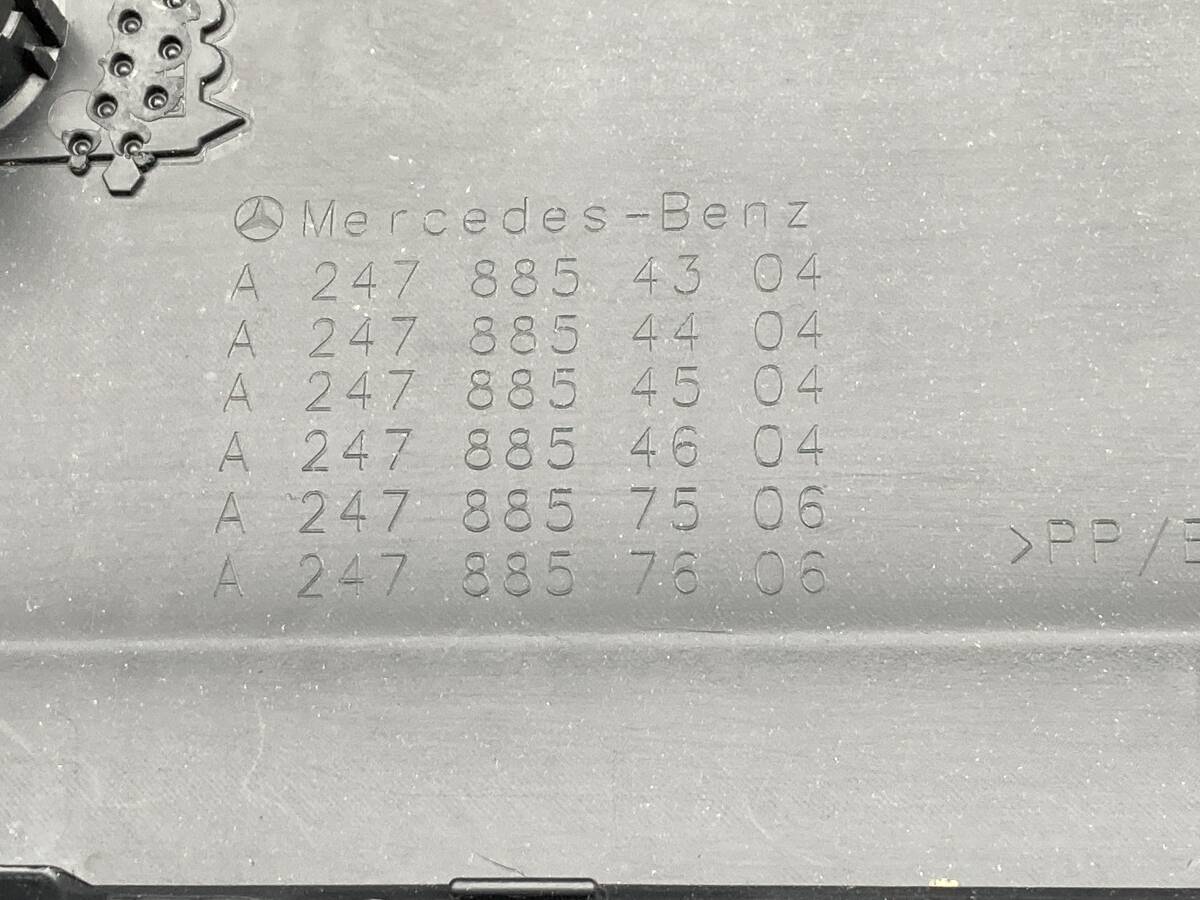 Mercedes-Benz
A 247 885 43 04
A 247 885 44 04
A 247 885 45 04
A 247 885 46 04
A 247 885 75 06
A 247 885 76 06
>PP/E